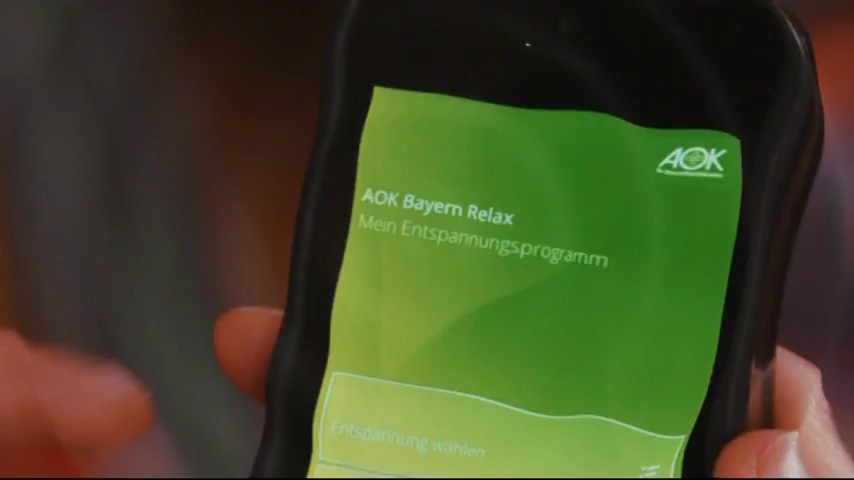 AOK
AOK Bayern Relax
Mein Entspannungsprogramm
Entspannung wählen